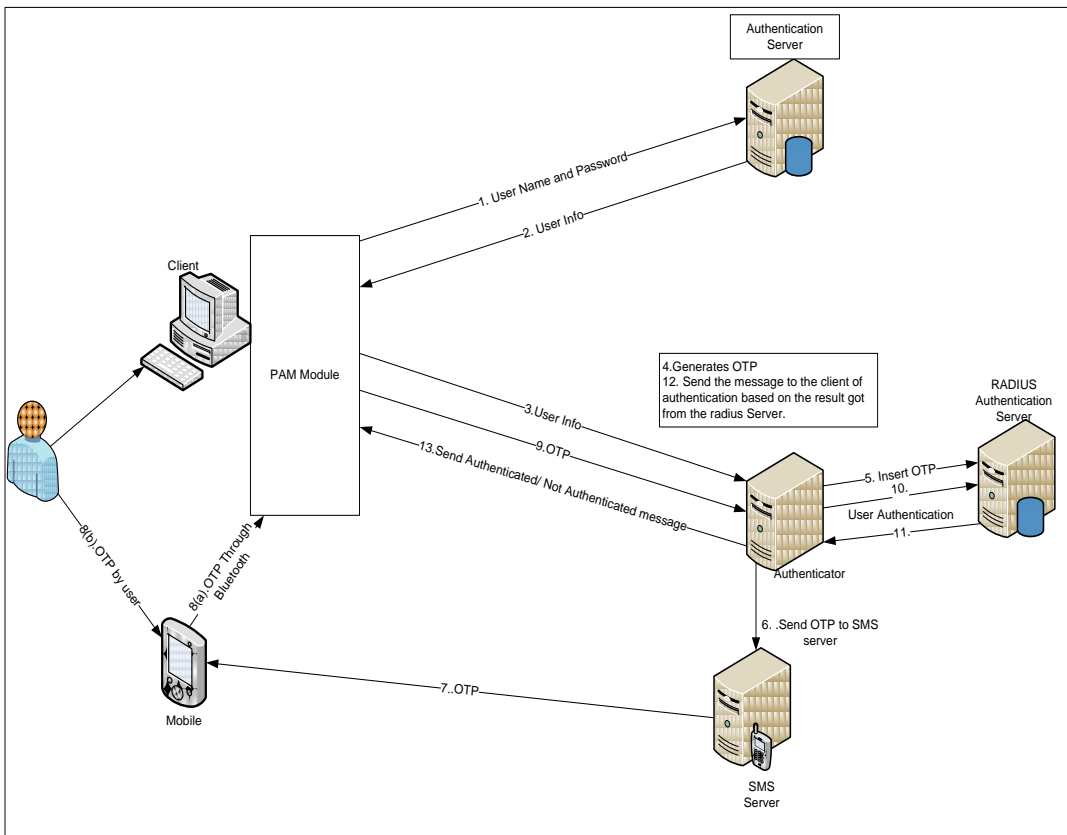 Authentication
Server
1. User Name and Password
2. User Info
Client
PAM Module
3.User Info
9.OTP
13.Send Authenticated/ Not Authenticated message
4.Generates OTP
12. Send the message to the client of
authentication based on the result got
from the radius Server.
RADIUS
Authentication
Server
5. Insert OTP
10.
User Authentication
11.
Authenticator
8(b).OTP by user
8(a).OTP Through
Bluetooth
6. .Send OTP to SMS
server
7..OTP
Mobile
SMS
Server